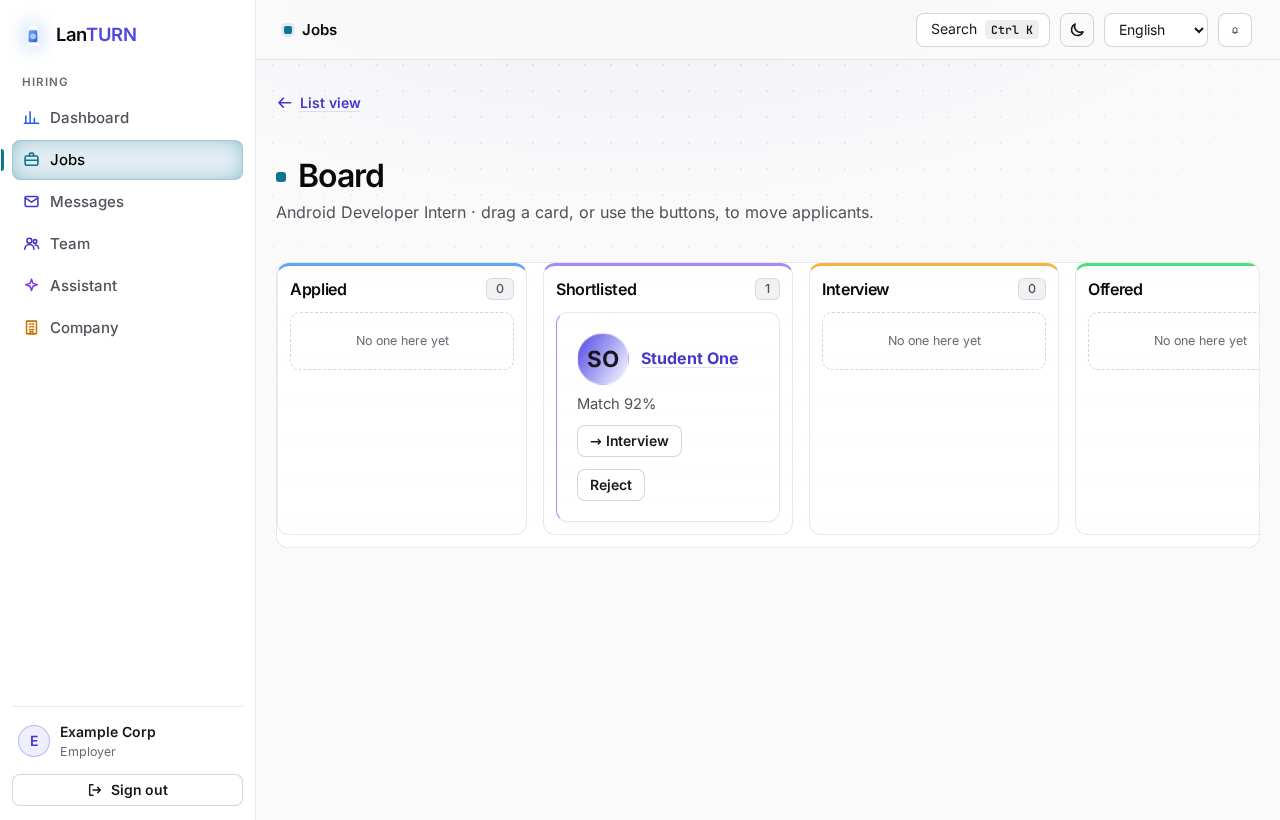 LanTURN
HIRING
Dashboard
Jobs
Messages
Team
Assistant
Company
Example Corp
E
Employer
Sign out
Jobs
Search Ctrl K
English
List view
Board
Android Developer Intern · drag a card, or use the buttons, to move applicants.
Applied 0
No one here yet
Shortlisted 1
SO Student One
Match 92%
→ Interview
Reject
Interview 0
No one here yet
Offered
No one here yet